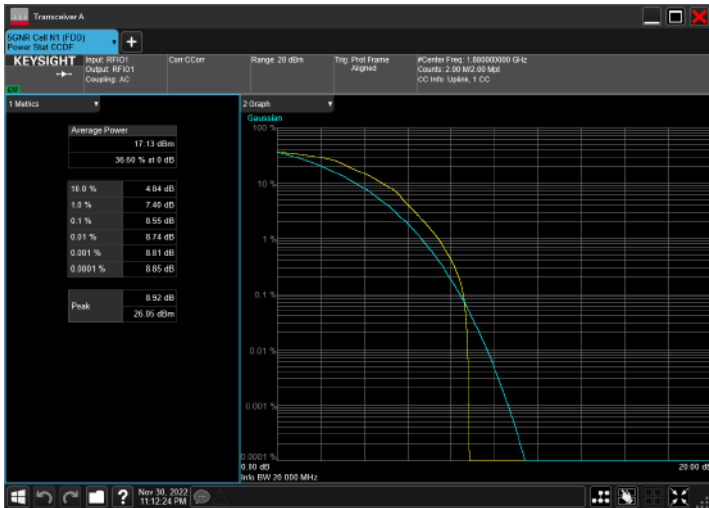 Transceiver A
5GNR Cell N1 (FDD)
Power Stat CCDF
KEYSIGHT
Input: RFIO1
Output: RFIO1
Coupling: AC
Corr CCorr
Range: 20 dBm
Trig: Prot Frame
Aligned
#Center Freq: 1.880000000 GHz
Counts: 2.00 M/2.00 Mpt
CC Info: Uplink, 1 CC
1 Metrics
Average Power
17.13 dBm
36.60 % at 0 dB
10.0 % 4.84 dB
1.0 % 7.40 dB
0.1 % 8.55 dB
0.01 % 8.74 dB
0.001 % 8.81 dB
0.0001 % 8.85 dB
Peak
8.92 dB
26.05 dBm
2 Graph
Gaussian
100 %
10 %
1 %
0.1 %
0.01 %
0.001 %
0.0001 %
0.00 dB
20.00 dB
Info BW 20.000 MHz
Nov 30, 2022
11:12:24 PM